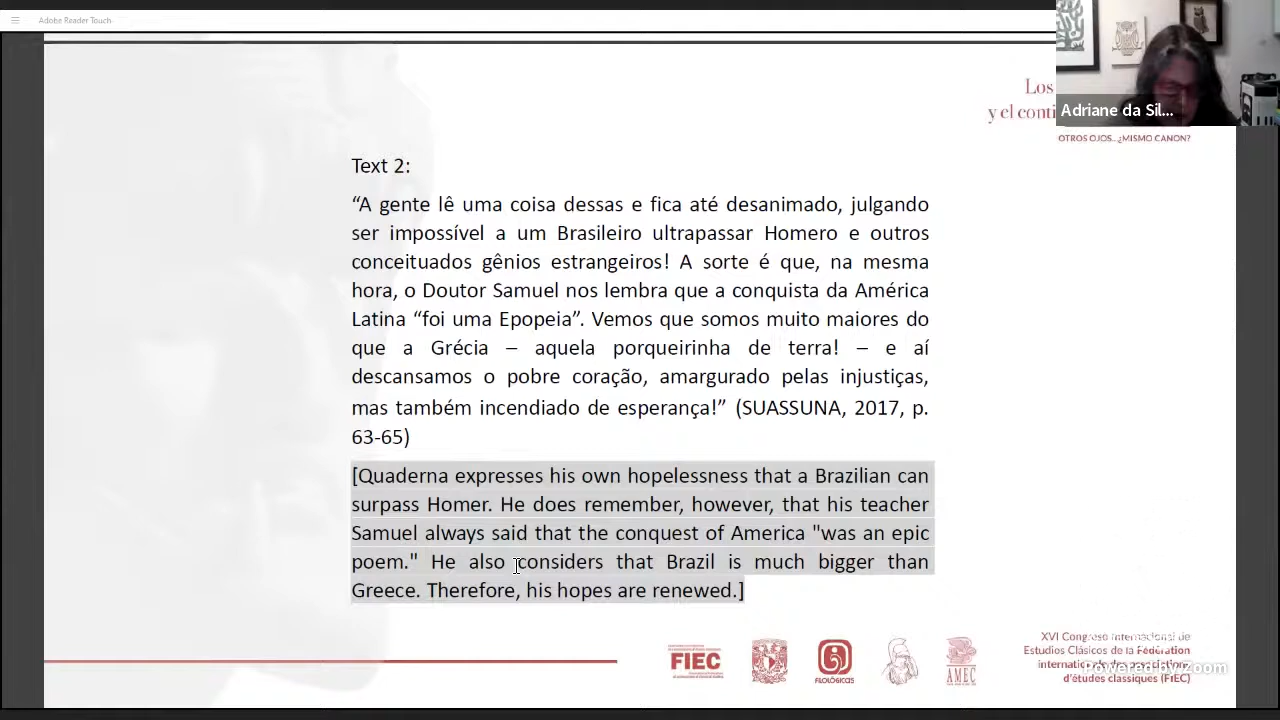 Adobe Reader Touch
Los
y el conti
Adriane da Sil...
OTROS OJOS...¿MISMO CANON?
Text 2:
“A gente lê uma coisa dessas e fica até desanimado, julgando
ser impossível a um Brasileiro ultrapassar Homero e outros
conceituados gênios estrangeiros! A sorte é que, na mesma
hora, o Doutor Samuel nos lembra que a conquista da América
Latina “foi uma Epopeia”. Vemos que somos muito maiores do
que a Grécia – aquela porqueirinha de terra! – e aí
descansamos o pobre coração, amargurado pelas injustiças,
mas também incendiado de esperança!” (SUASSUNA, 2017, p.
63-65)
[Quaderna expresses his own hopelessness that a Brazilian can
surpass Homer. He does remember, however, that his teacher
Samuel always said that the conquest of America "was an epic
poem." He also considers that Brazil is much bigger than
Greece. Therefore, his hopes are renewed.]
FIEC
FILOLÓGICAS
AMEC
XVI Congreso Internacional de
Estudios Clásicos de la Fédération
internationale des associations
d'études classiques (FIEC)
Powered by Zoom